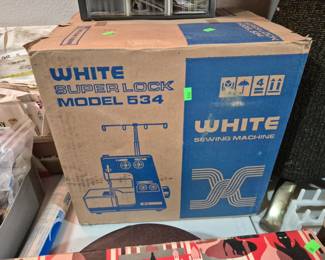 WHITE
SUPER LOCK
MODEL 534
WHITE
SEWING MACHINE